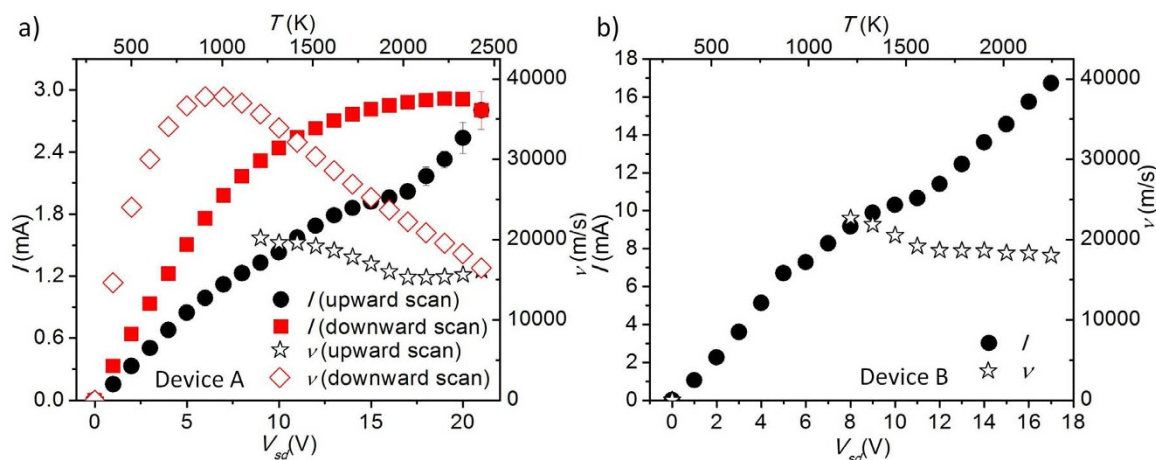 a)
T (K)
500 1000 1500 2000 2500
3.0
2.4
1.8
1.2
0.6
0.0
I (mA)
40000
30000
20000
10000
0
ν (m/s)
I (upward scan)
I (downward scan)
ν (upward scan)
ν (downward scan)
Device A
0 5 10 15 20
Vsd(V)
b)
T (K)
500 1000 1500 2000
18
16
14
12
10
8
6
4
2
0
I (mA)
40000
30000
20000
10000
0
ν (m/s)
I
ν
Device B
0 2 4 6 8 10 12 14 16 18
Vsd(V)